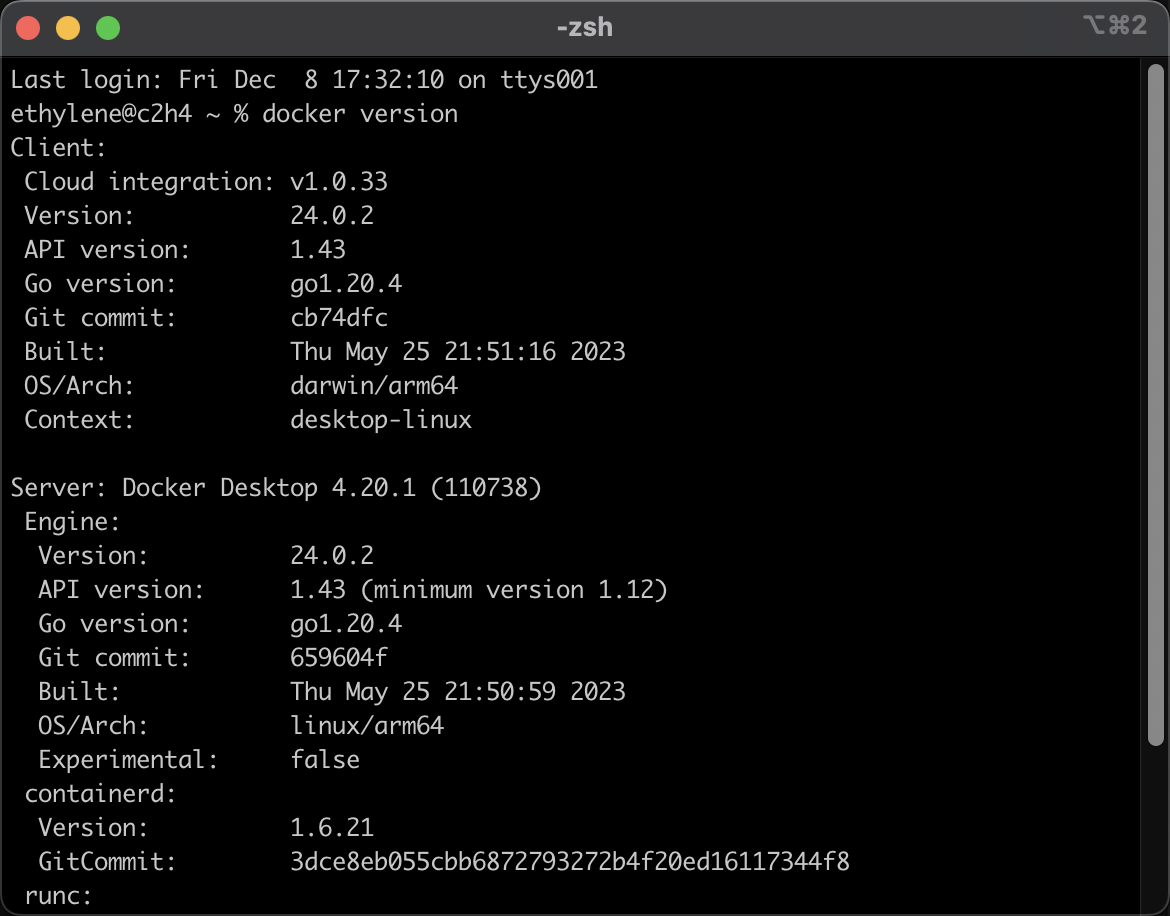 -zsh
⌥⌘2
Last login: Fri Dec  8 17:32:10 on ttys001
ethylene@c2h4 ~ % docker version
Client:
 Cloud integration: v1.0.33
 Version:           24.0.2
 API version:       1.43
 Go version:        go1.20.4
 Git commit:        cb74dfc
 Built:             Thu May 25 21:51:16 2023
 OS/Arch:           darwin/arm64
 Context:           desktop-linux

Server: Docker Desktop 4.20.1 (110738)
 Engine:
  Version:          24.0.2
  API version:      1.43 (minimum version 1.12)
  Go version:       go1.20.4
  Git commit:       659604f
  Built:            Thu May 25 21:50:59 2023
  OS/Arch:          linux/arm64
  Experimental:     false
 containerd:
  Version:          1.6.21
  GitCommit:        3dce8eb055cbb6872793272b4f20ed16117344f8
 runc: